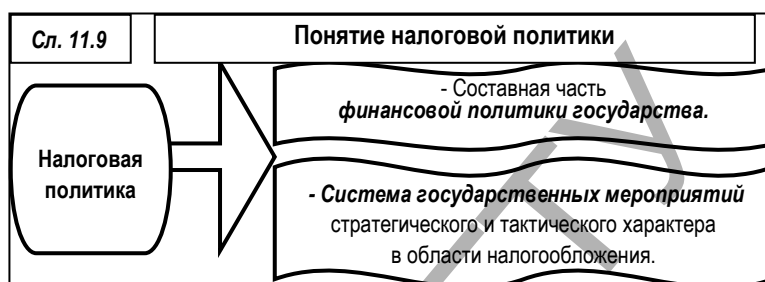 Сл. 11.9
Понятие налоговой политики
Налоговая
политика
- Составная часть
финансовой политики государства.
- Система государственных мероприятий
стратегического и тактического характера
в области налогообложения.